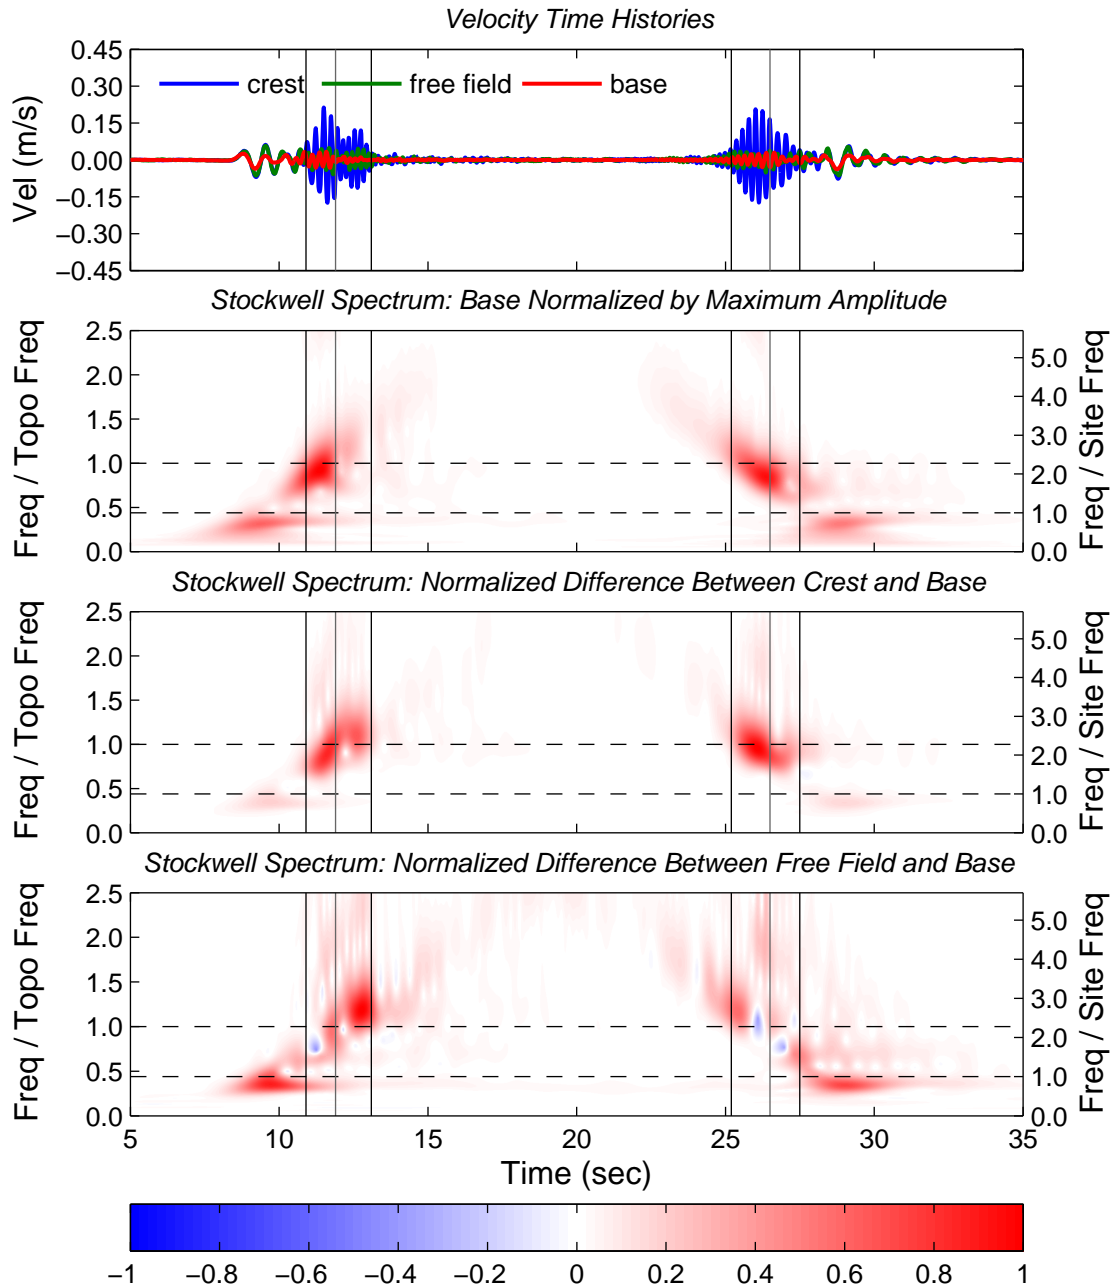 Velocity Time Histories
Vel (m/s)
0.45
0.30
0.15
0.00
−0.15
−0.30
−0.45
crest free field base
Stockwell Spectrum: Base Normalized by Maximum Amplitude
Freq / Topo Freq
2.5
2.0
1.5
1.0
0.5
0.0
5.0
4.0
3.0
2.0
1.0
0.0
Freq / Site Freq
Stockwell Spectrum: Normalized Difference Between Crest and Base
Freq / Topo Freq
2.5
2.0
1.5
1.0
0.5
0.0
5.0
4.0
3.0
2.0
1.0
0.0
Freq / Site Freq
Stockwell Spectrum: Normalized Difference Between Free Field and Base
Freq / Topo Freq
2.5
2.0
1.5
1.0
0.5
0.0
5.0
4.0
3.0
2.0
1.0
0.0
Freq / Site Freq
5 10 15 20 25 30 35
Time (sec)
−1 −0.8 −0.6 −0.4 −0.2 0 0.2 0.4 0.6 0.8 1